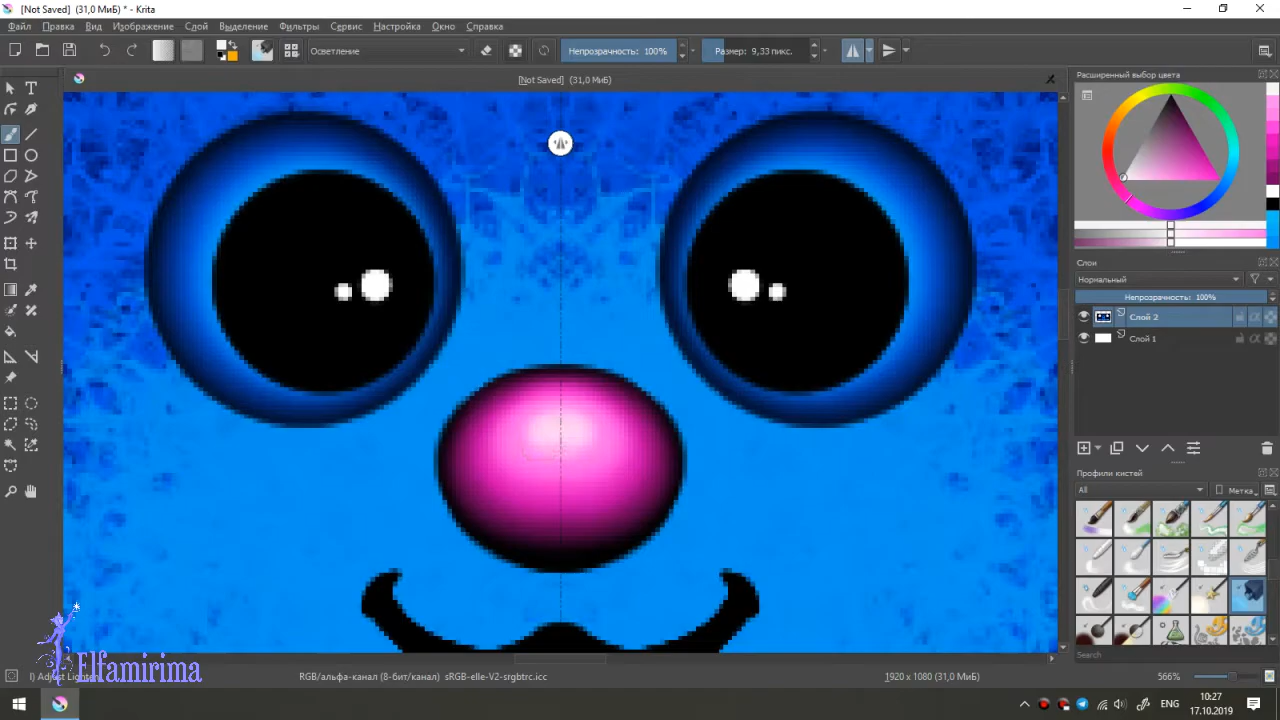 [Not Saved] (31,0 МиБ) * - Krita
Файл Правка Вид Изображение Слой Выделение Фильтры Сервис Настройка Окно Справка
Осветление Непрозрачность: 100% Размер: 9,33 пикс.
[Not Saved] (31,0 МиБ)
Расширенный выбор цвета
Слои
Нормальный
Непрозрачность: 100%
Слой 2
Слой 1
Профили кистей
All Метка
Search
Elfamirima
RGB/альфа-канал (8-бит/канал) sRGB-elle-V2-srgbtrc.icc 1920 x 1080 (31,0 МиБ) 566%
ENG 10:27
17.10.2019